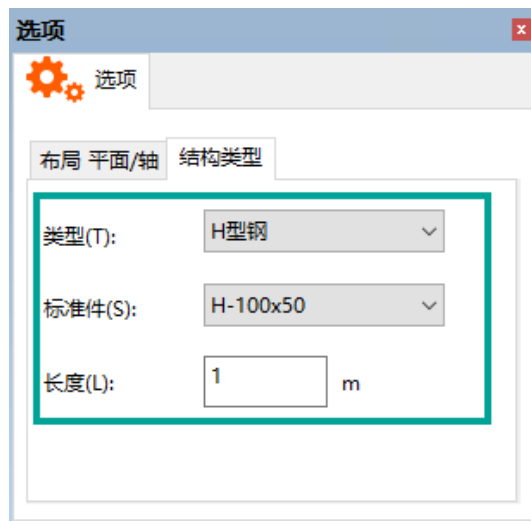 选项
选项
布局 平面/轴 结构类型
类型(T): H型钢
标准件(S): H-100x50
长度(L): 1 m